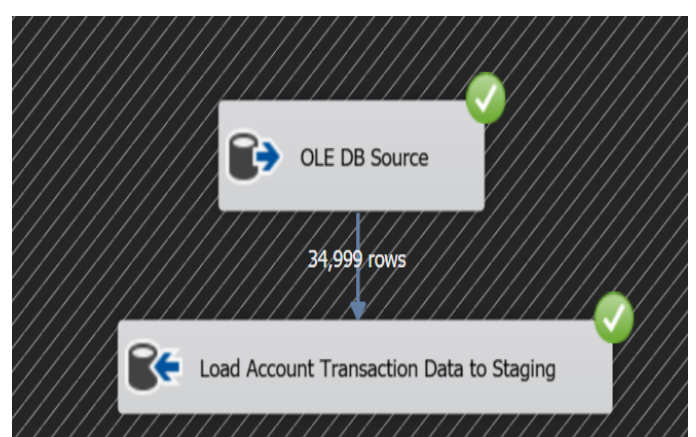 OLE DB Source
34,999 rows
Load Account Transaction Data to Staging